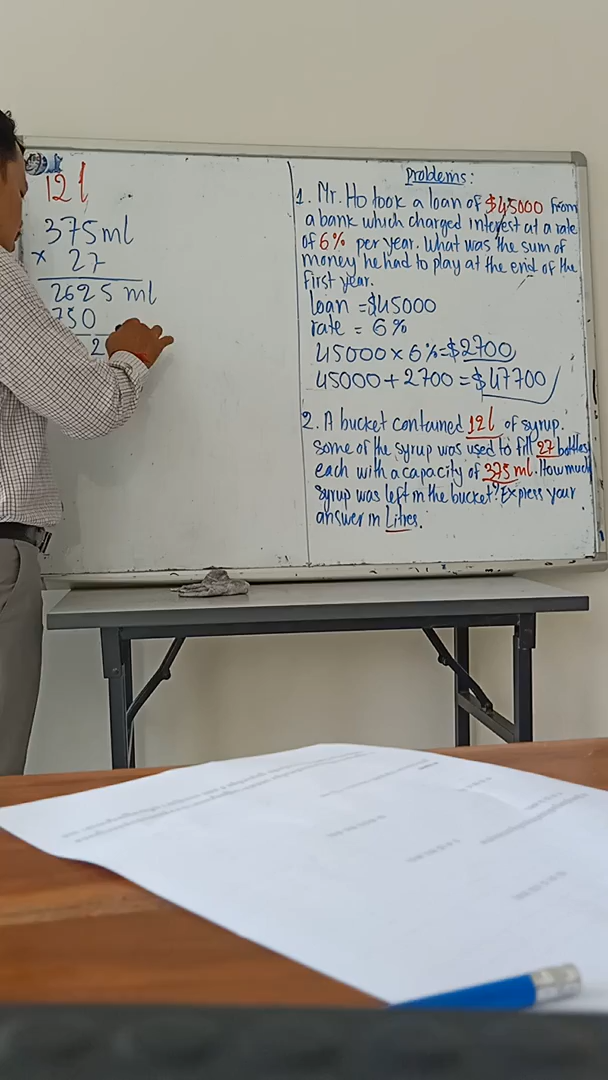 12l
375ml
× 27
2625 ml
750
2
Problems:
1. Mr. Ho took a loan of $45000 from
a bank which charged interest at a rate
of 6% per year. What was the sum of
money he had to play at the end of the
first year.
loan = $45000
rate = 6%
45000 × 6% = $2700
45000 + 2700 = $47700
2. A bucket contained 12l of syrup.
some of the syrup was used to fill 27 bottles
each with a capacity of 375 ml. How much
syrup was left in the bucket? Express your
answer in Litres.